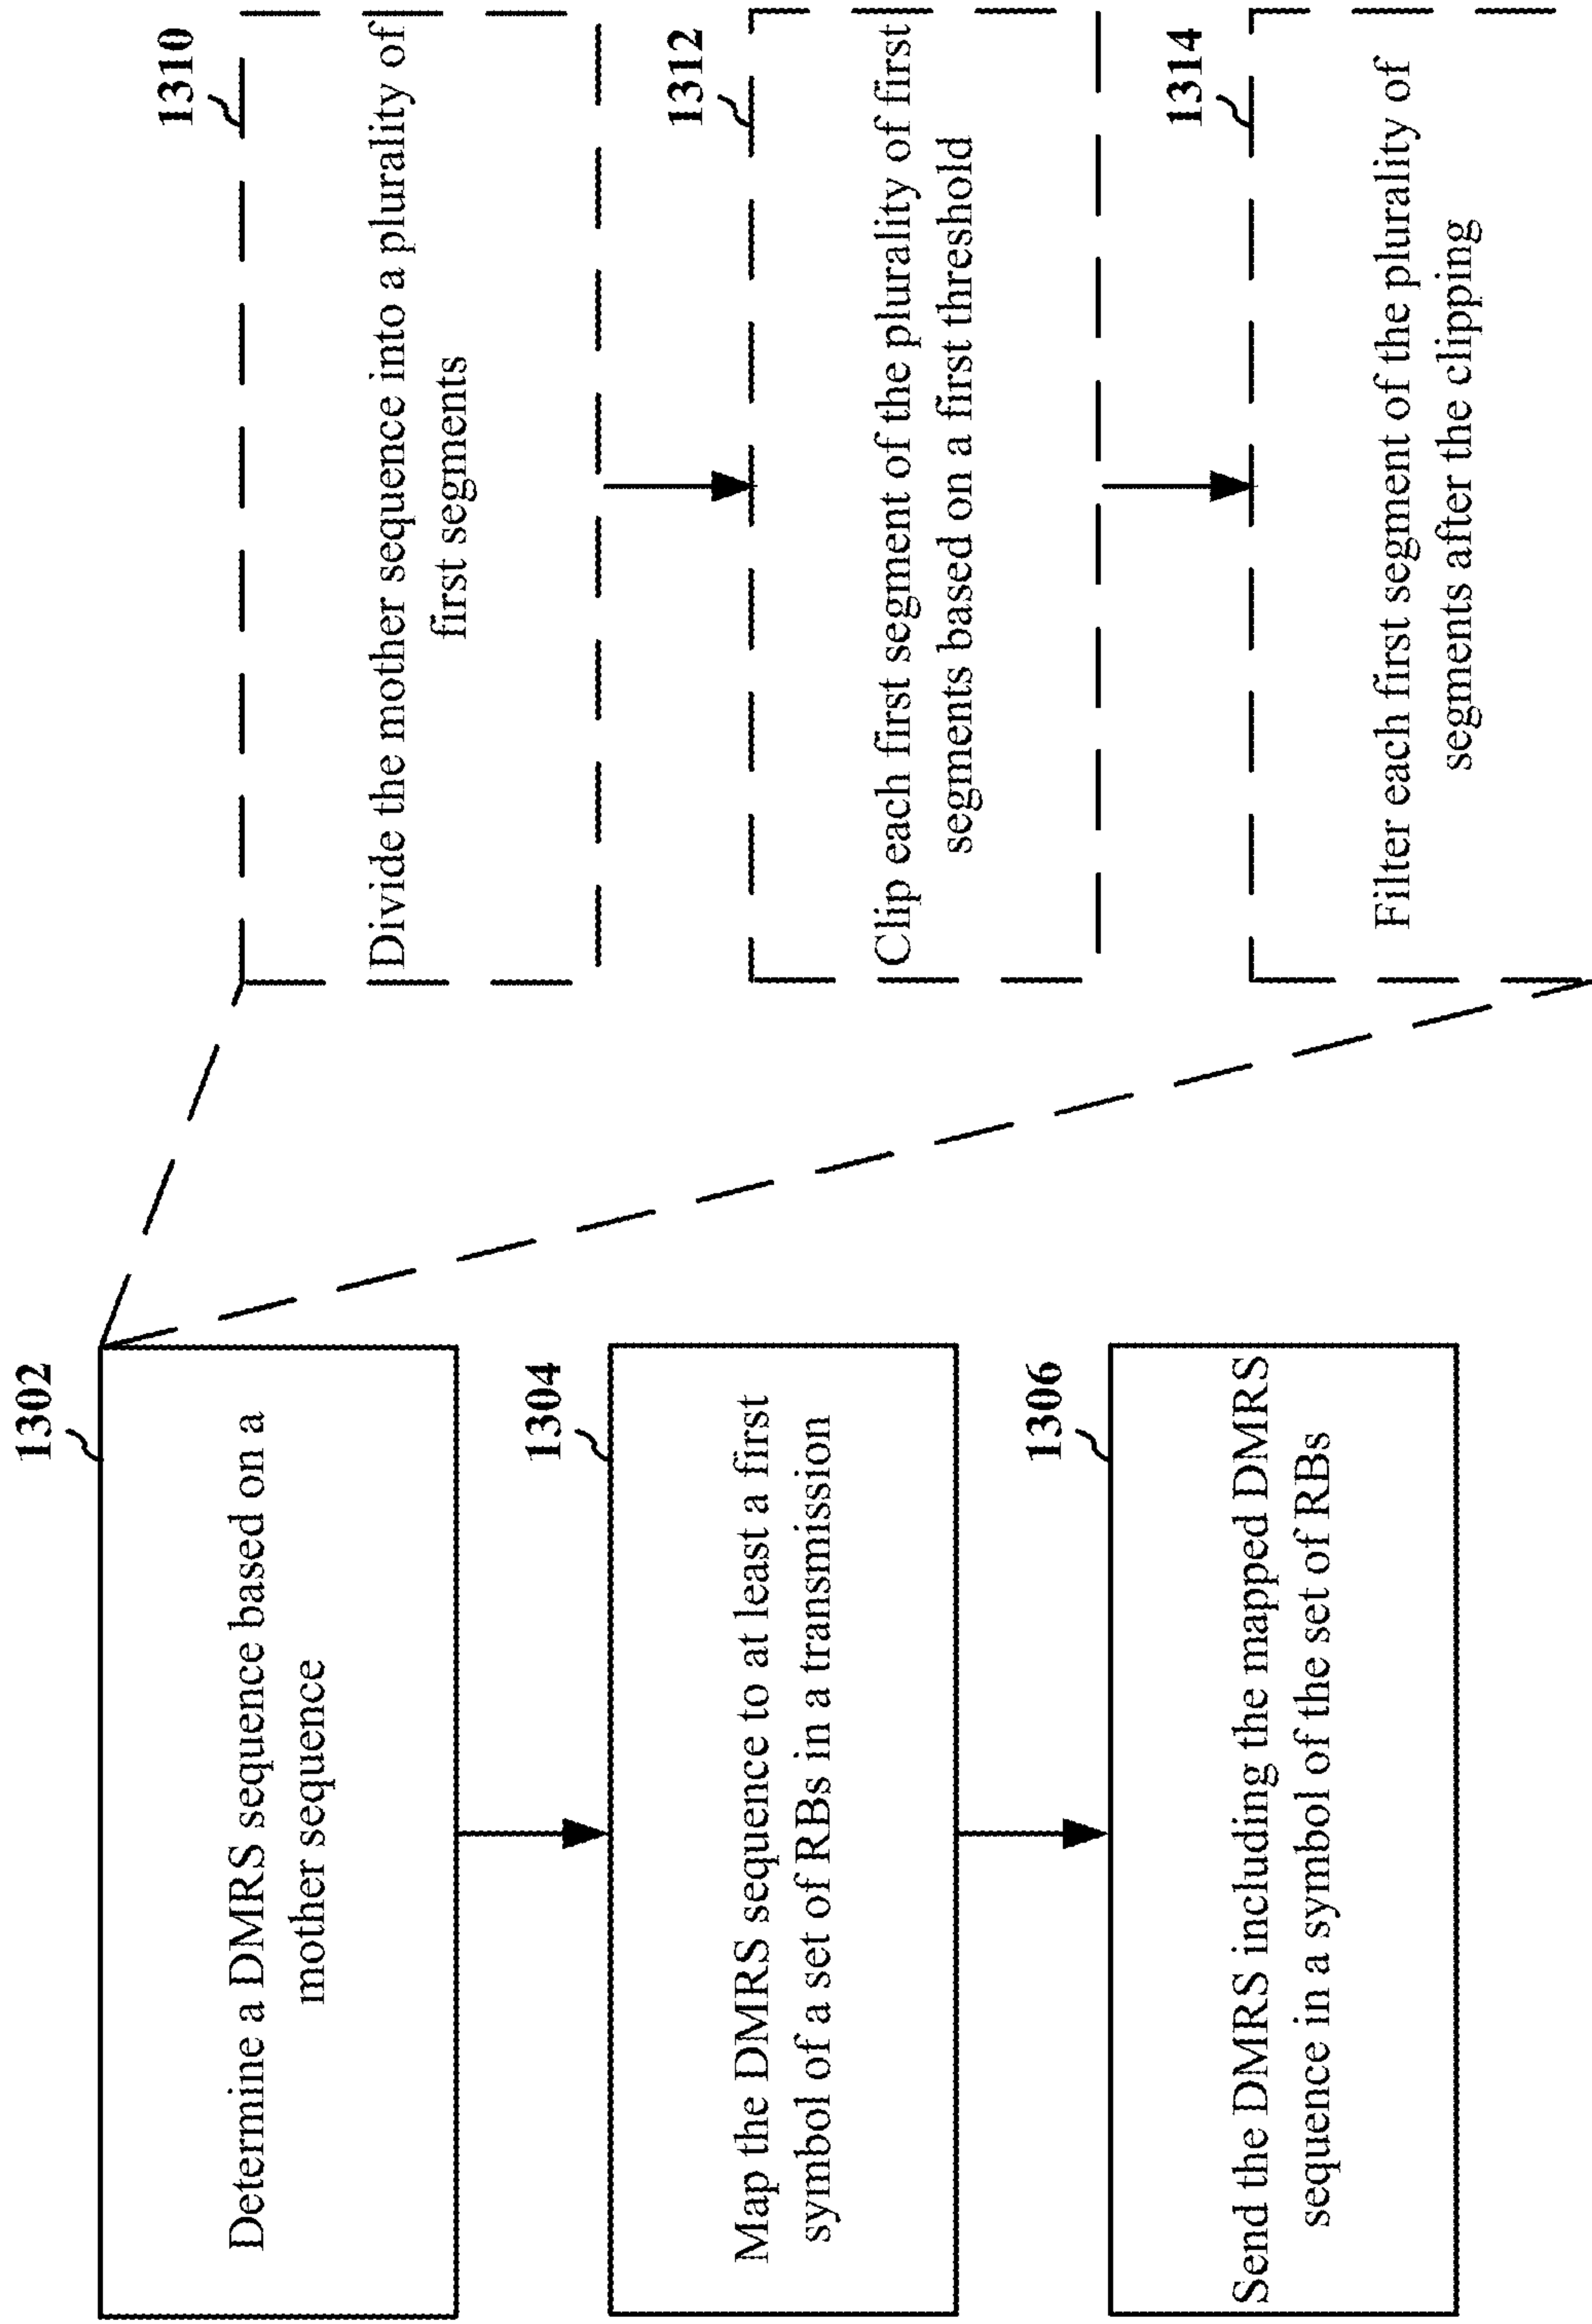 1302
Determine a DMRS sequence based on a
mother sequence
1304
Map the DMRS sequence to at least a first
symbol of a set of RBs in a transmission
1306
Send the DMRS including the mapped DMRS
sequence in a symbol of the set of RBs
1310
Divide the mother sequence into a plurality of
first segments
1312
Clip each first segment of the plurality of first
segments based on a first threshold
1314
Filter each first segment of the plurality of
segments after the clipping